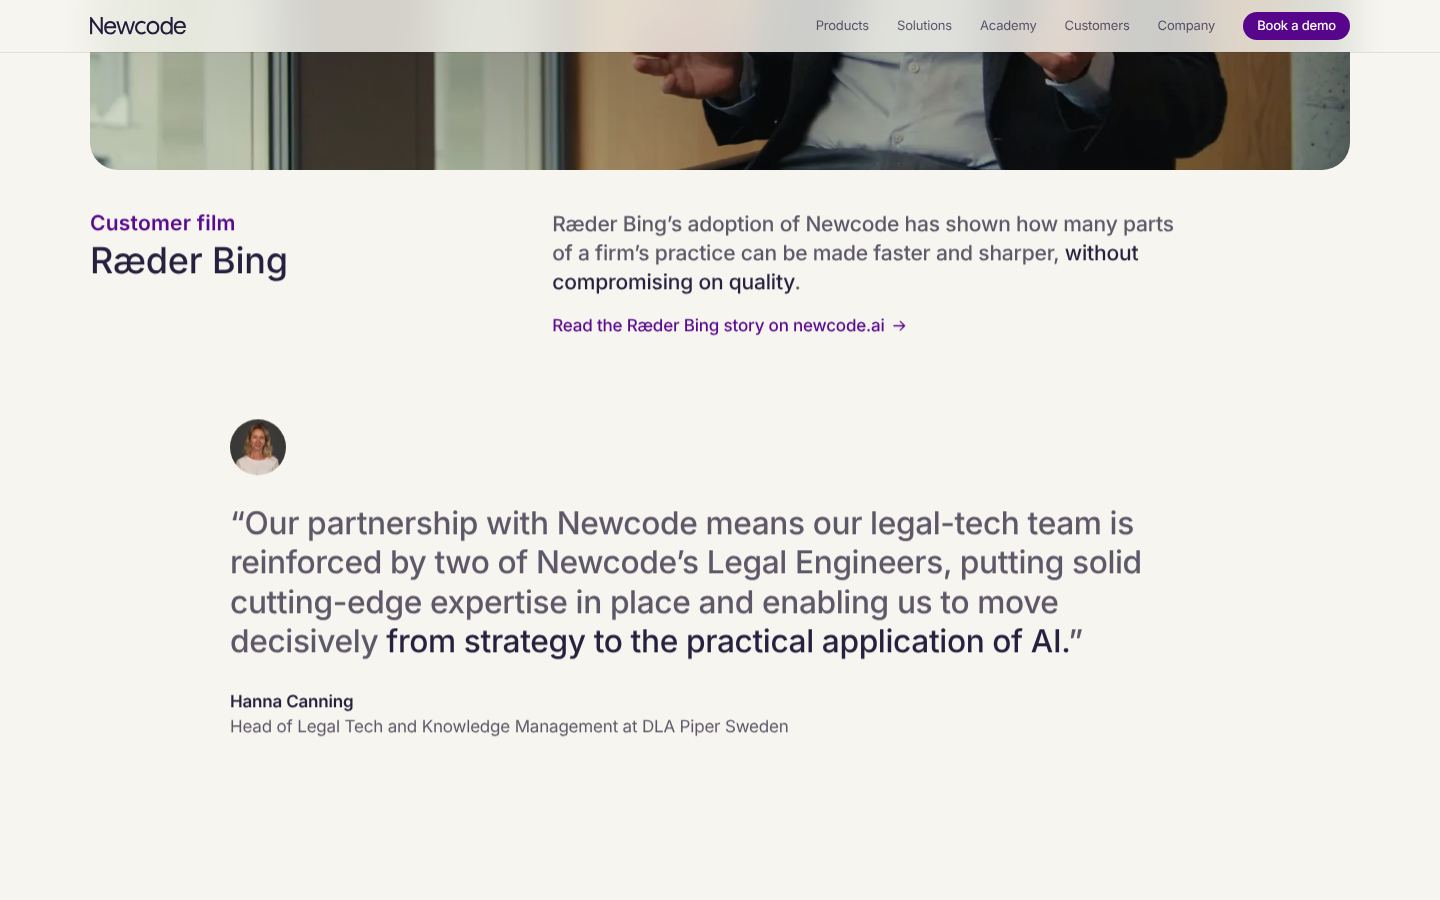 Newcode
Products
Solutions
Academy
Customers
Company
Book a demo
Customer film
Ræder Bing
Ræder Bing’s adoption of Newcode has shown how many parts
of a firm’s practice can be made faster and sharper, without
compromising on quality.
Read the Ræder Bing story on newcode.ai →
“Our partnership with Newcode means our legal-tech team is
reinforced by two of Newcode’s Legal Engineers, putting solid
cutting-edge expertise in place and enabling us to move
decisively from strategy to the practical application of AI.”
Hanna Canning
Head of Legal Tech and Knowledge Management at DLA Piper Sweden